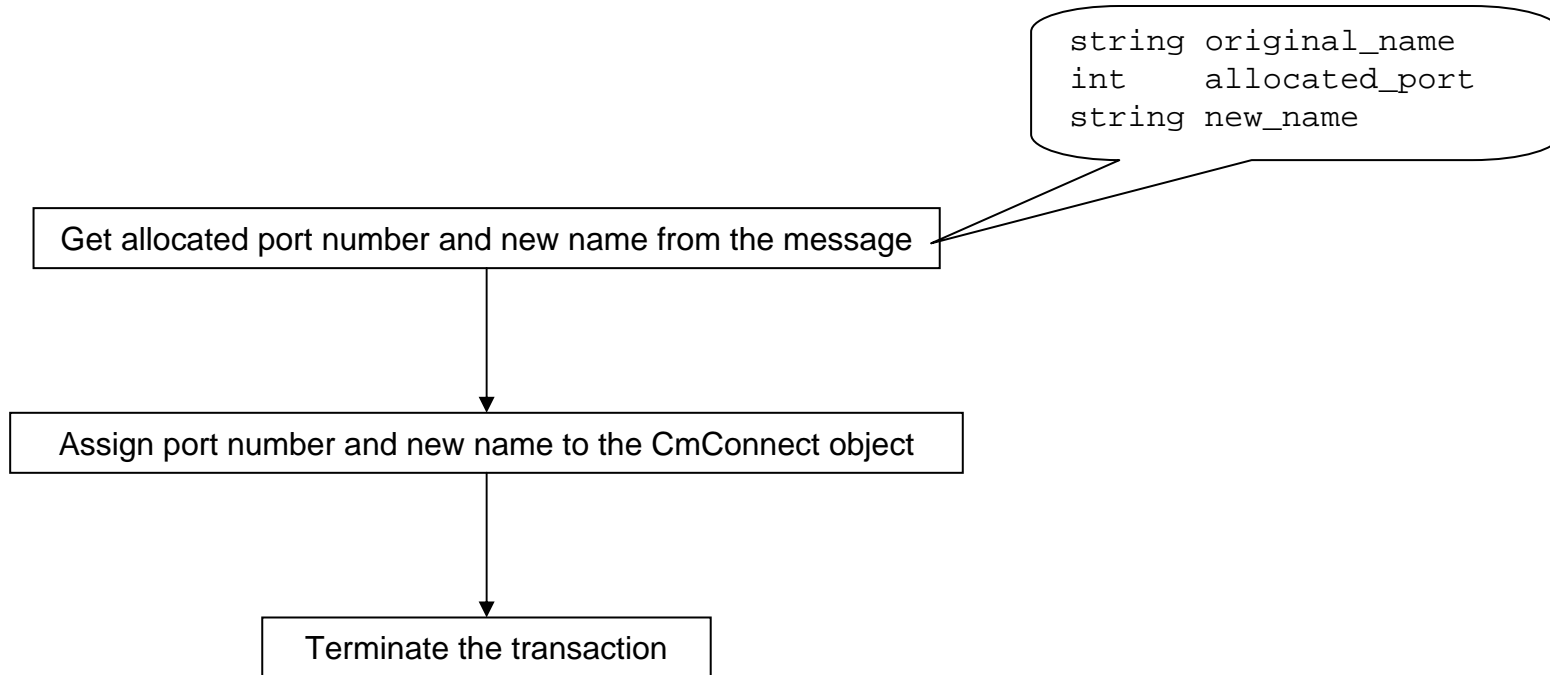 string original_name
int    allocated_port
string new_name
Get allocated port number and new name from the message
Assign port number and new name to the CmConnect object
Terminate the transaction